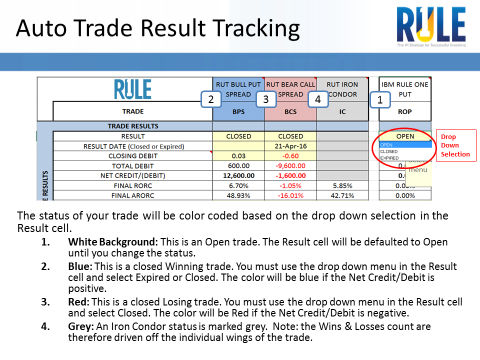 Auto Trade Result Tracking
RULE
RULE
RUT BULL PUT SPREAD
RUT BEAR CALL SPREAD
RUT IRON CONDOR
IBM RULE ONE PUT
2
3
4
1
TRADE BPS BCS IC ROP
TRADE RESULTS
RESULT CLOSED CLOSED OPEN
RESULT DATE (Closed or Expired) 21-Apr-16
CLOSING DEBIT 0.03 -0.60
TOTAL DEBIT 600.00 -9,600.00
NET CREDIT/(DEBIT) 12,600.00 -1,600.00
FINAL RORC 6.70% -1.05% 5.85%
FINAL ARORC 48.93% -16.01% 42.71% 0.00%
OPEN
CLOSED
EXPIRED
menu
Drop
Down
Selection
The status of your trade will be color coded based on the drop down selection in the
Result cell.
1. White Background: This is an Open trade. The Result cell will be defaulted to Open
until you change the status.
2. Blue: This is a closed Winning trade. You must use the drop down menu in the Result
cell and select Expired or Closed. The color will be blue if the Net Credit/Debit is
positive.
3. Red: This is a closed Losing trade. You must use the drop down menu in the Result cell
and select Closed. The color will be Red if the Net Credit/Debit is negative.
4. Grey: An Iron Condor status is marked grey. Note: the Wins & Losses count are
therefore driven off the individual wings of the trade.